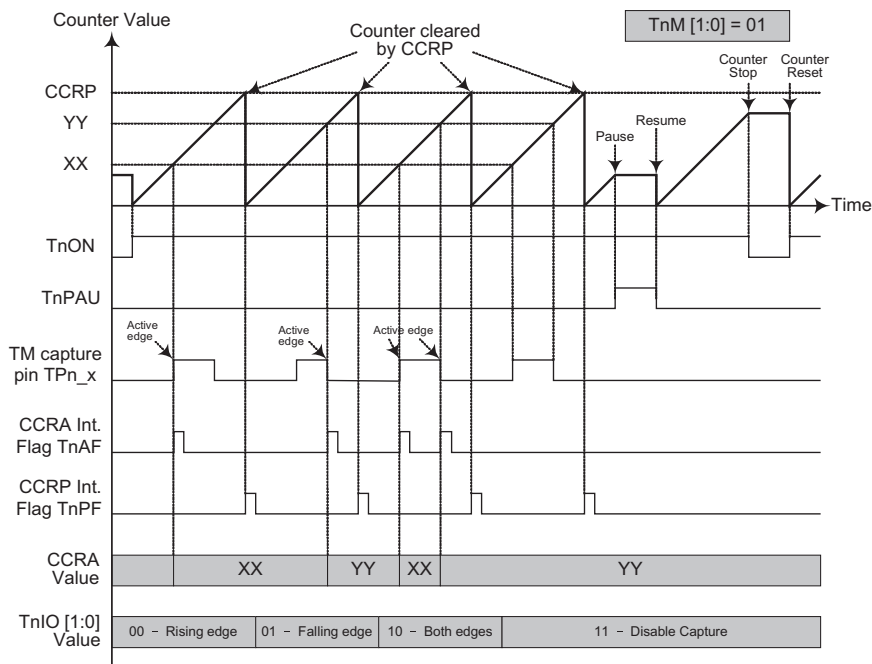 Counter Value
TnM [1:0] = 01
Counter cleared
by CCRP
Counter
Stop
Counter
Reset
CCRP
YY
XX
Pause
Resume
Time
TnON
TnPAU
Active
edge
Active
edge
Active edge
TM capture
pin TPn_x
CCRA Int.
Flag TnAF
CCRP Int.
Flag TnPF
CCRA
Value
XX
YY
XX
YY
TnIO [1:0]
Value
00 – Rising edge
01 – Falling edge
10 – Both edges
11 – Disable Capture